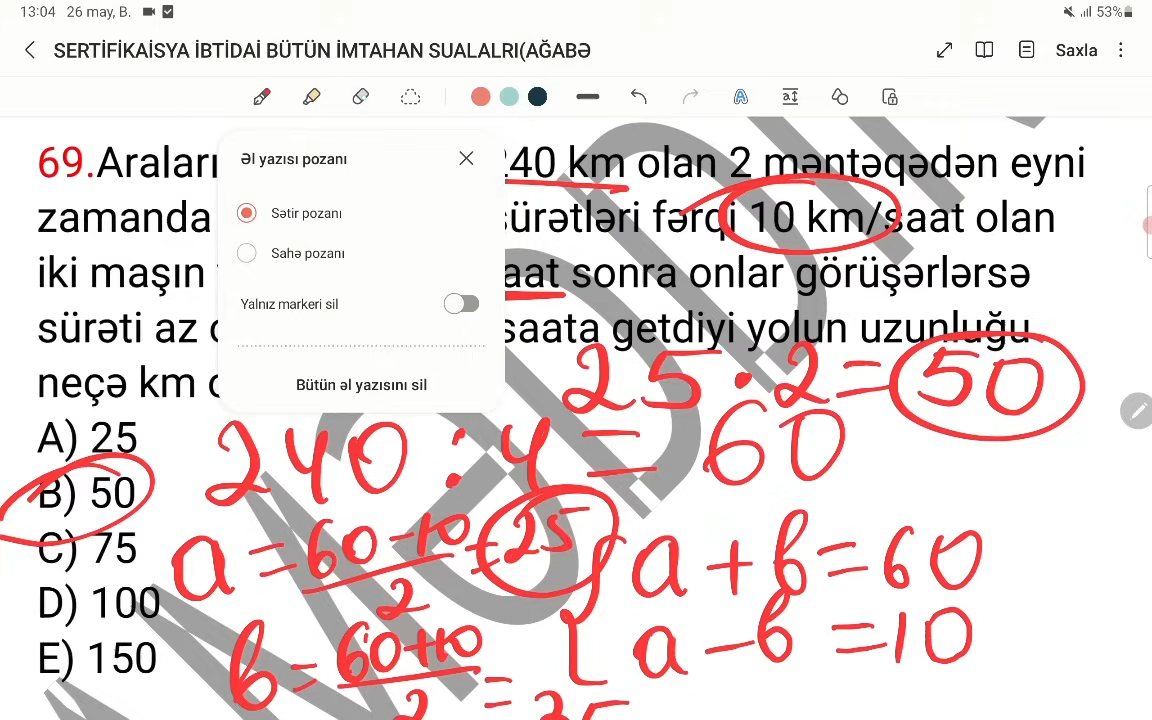 13:04 26 may, B. 53%
SERTİFİKAİSYA İBTİDAİ BÜTÜN İMTAHAN SUALALRI(AĞABƏ
Saxla
Əl yazısı pozanı
Sətir pozanı
Sahə pozanı
Yalnız markeri sil
Bütün əl yazısını sil
69.Araları 240 km olan 2 məntəqədən eyni
zamanda sürətləri fərqi 10 km/saat olan
iki maşın saat sonra onlar görüşərlərsə
sürəti az saata getdiyi yolun uzunluğu
neçə km
25 · 2 = 50
A) 25
240 : 4 = 60
B) 50
C) 75
a = 60-10 / 2 = 25
a + b = 60
D) 100
a - b = 10
E) 150
b = 60+10 / 2 = 35